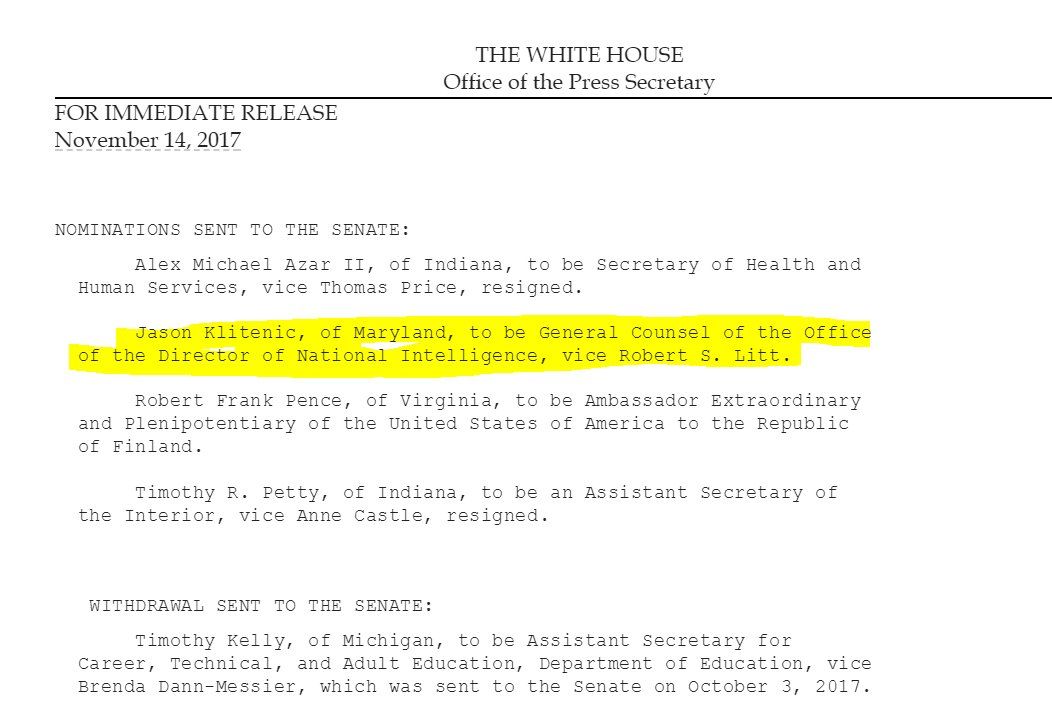 THE WHITE HOUSE
Office of the Press Secretary
FOR IMMEDIATE RELEASE
November 14, 2017
NOMINATIONS SENT TO THE SENATE:
Alex Michael Azar II, of Indiana, to be Secretary of Health and
Human Services, vice Thomas Price, resigned.
Jason Klitenic, of Maryland, to be General Counsel of the Office
of the Director of National Intelligence, vice Robert S. Litt.
Robert Frank Pence, of Virginia, to be Ambassador Extraordinary
and Plenipotentiary of the United States of America to the Republic
of Finland.
Timothy R. Petty, of Indiana, to be an Assistant Secretary of
the Interior, vice Anne Castle, resigned.
WITHDRAWAL SENT TO THE SENATE:
Timothy Kelly, of Michigan, to be Assistant Secretary for
Career, Technical, and Adult Education, Department of Education, vice
Brenda Dann-Messier, which was sent to the Senate on October 3, 2017.